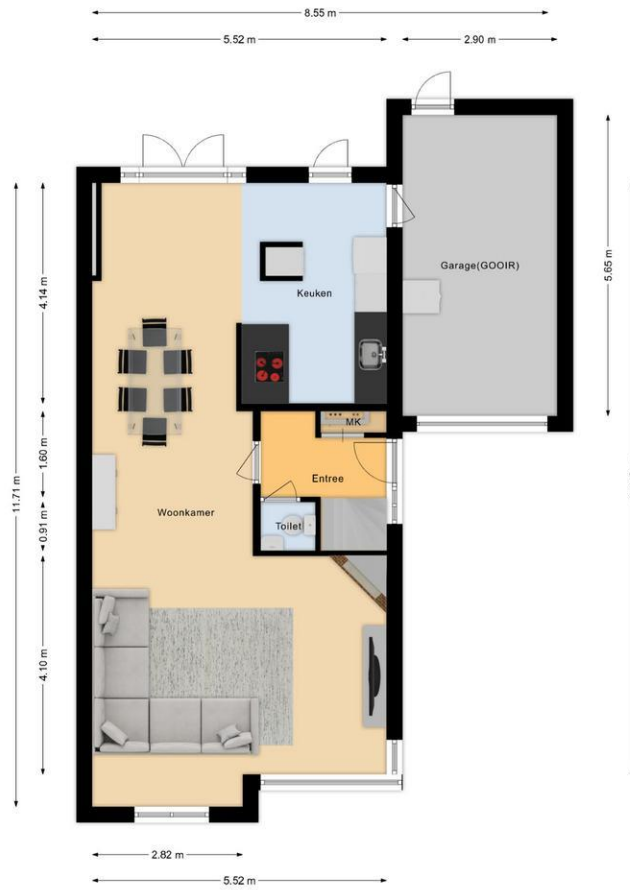 8.55 m
5.52 m
2.90 m
4.14 m
5.65 m
Garage(GOOIR)
Keuken
MK
1.60 m
Entree
11.71 m
Woonkamer
0.91 m
Toilet
4.10 m
2.82 m
5.52 m